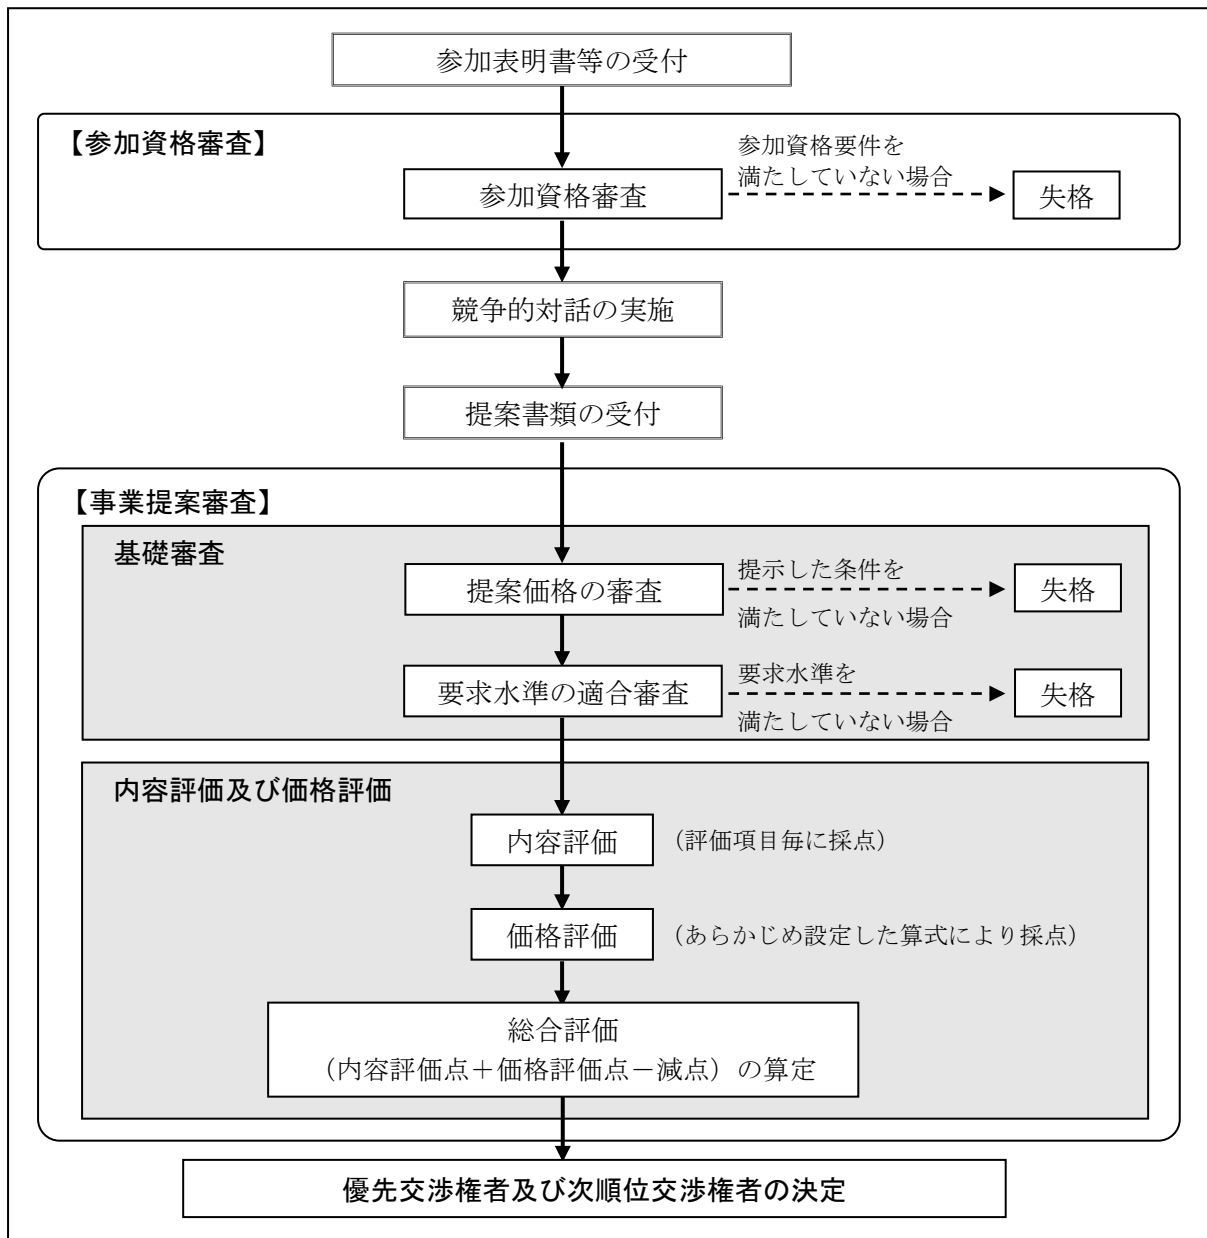 参加表明書等の受付
【参加資格審査】
参加資格要件を
満たしていない場合
参加資格審査
失格
競争的対話の実施
提案書類の受付
【事業提案審査】
基礎審査
提示した条件を
提案価格の審査
失格
満たしていない場合
要求水準を
要求水準の適合審査
失格
満たしていない場合
内容評価及び価格評価
内容評価 (評価項目毎に採点)
価格評価 (あらかじめ設定した算式により採点)
総合評価
(内容評価点+価格評価点-減点)の算定
優先交渉権者及び次順位交渉権者の決定